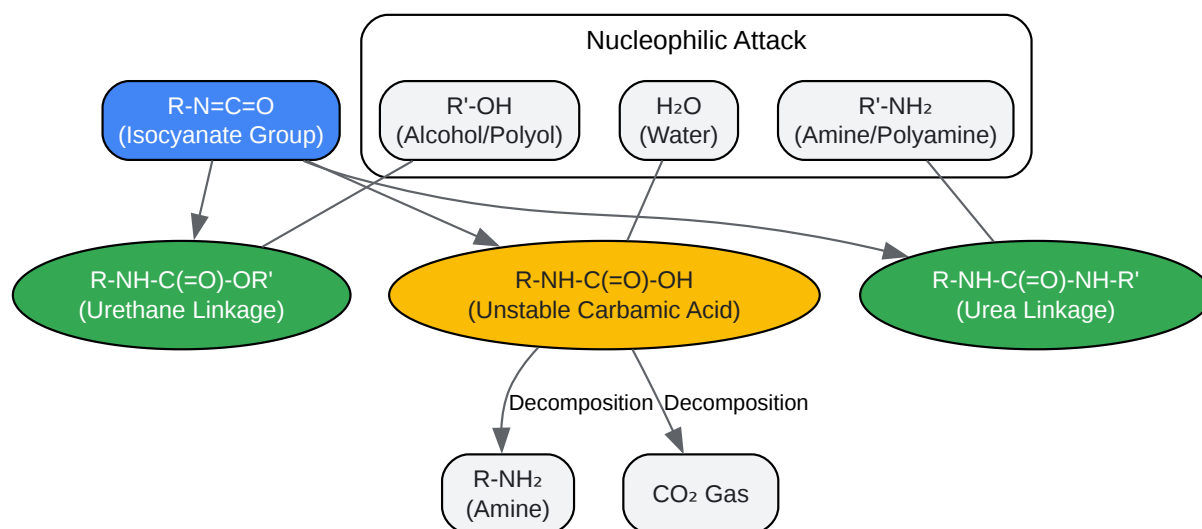 Nucleophilic Attack
R-N=C=O
(Isocyanate Group)
R'-OH
(Alcohol/Polyol)
H₂O
(Water)
R'-NH₂
(Amine/Polyamine)
R-NH-C(=O)-OR'
(Urethane Linkage)
R-NH-C(=O)-OH
(Unstable Carbamic Acid)
R-NH-C(=O)-NH-R'
(Urea Linkage)
Decomposition
Decomposition
R-NH₂
(Amine)
CO₂ Gas